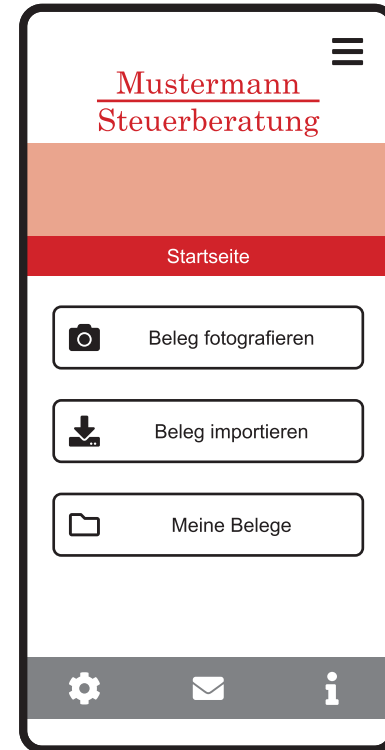 Mustermann
Steuerberatung
Startseite
Beleg fotografieren
Beleg importieren
Meine Belege